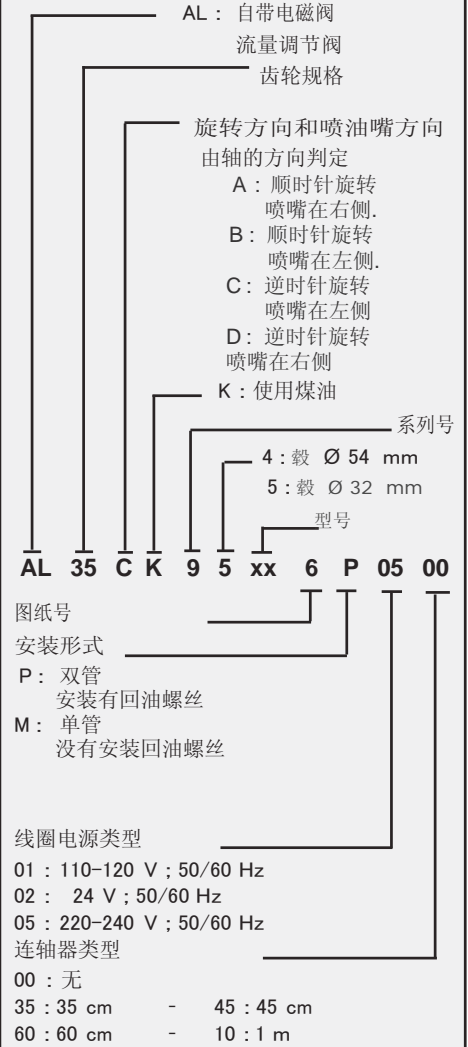 AL： 自带电磁阀
流量调节阀
齿轮规格
旋转方向和喷油嘴方向
由轴的方向判定
A：顺时针旋转
喷嘴在右侧.
B：顺时针旋转
喷嘴在左侧.
C：逆时针旋转
喷嘴在左侧
D：逆时针旋转
喷嘴在右侧
K：使用煤油
系列号
4：毂 Ø 54 mm
5：毂 Ø 32 mm
型号
AL 35 C K 9 5 xx 6 P 05 00
图纸号
安装形式
P： 双管
安装有回油螺丝
M： 单管
没有安装回油螺丝
线圈电源类型
01：110-120 V；50/60 Hz
02： 24 V；50/60 Hz
05：220-240 V；50/60 Hz
连轴器类型
00：无
35：35 cm - 45：45 cm
60：60 cm - 10：1 m